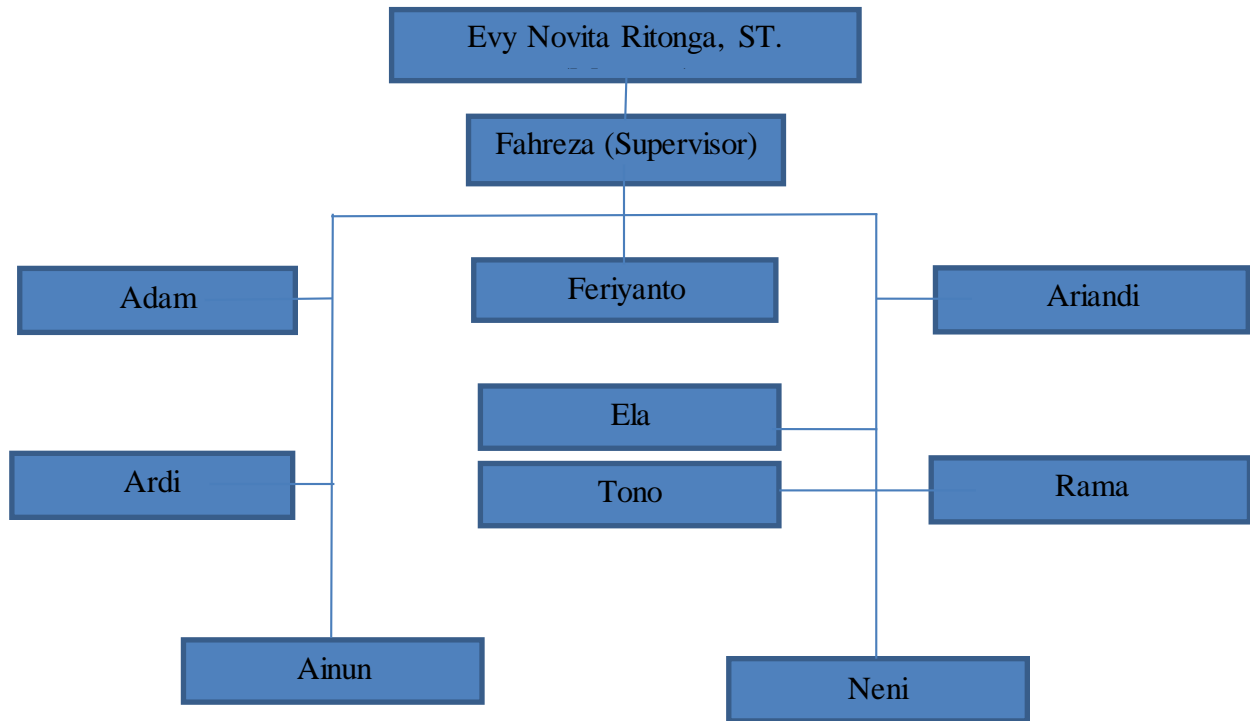 Evy Novita Ritonga, ST.
Fahreza (Supervisor)
Adam
Feriyanto
Ariandi
Ela
Ardi
Tono
Rama
Ainun
Neni